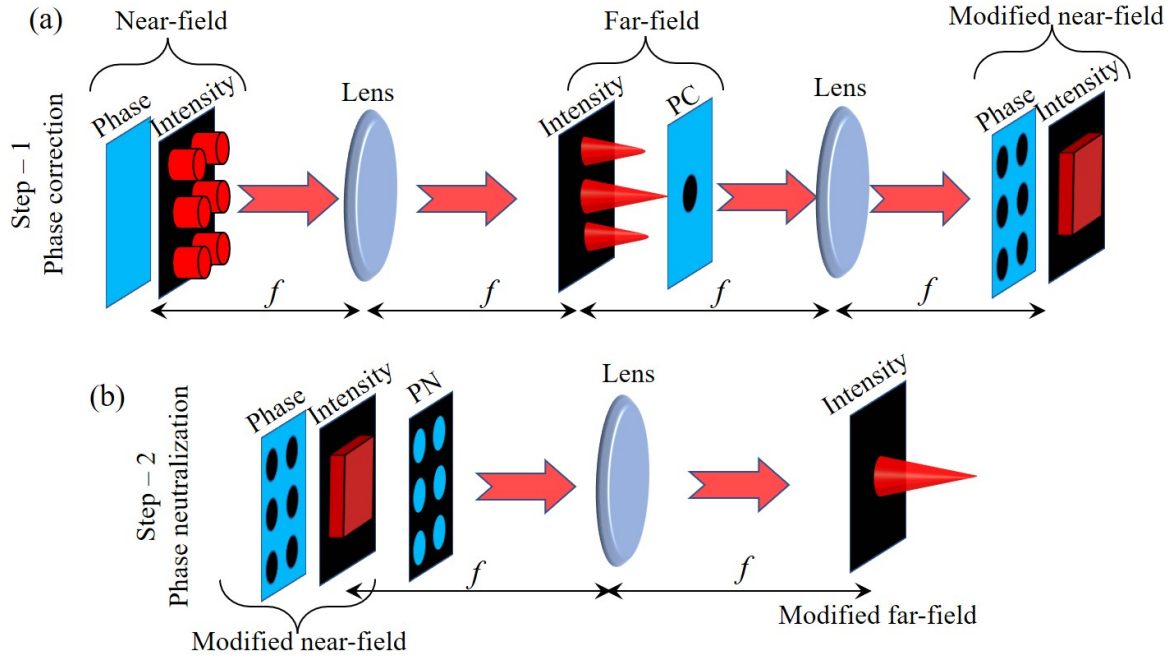 (a)
Near-field
Far-field
Modified near-field
Step – 1
Phase correction
Phase
Intensity
Lens
Intensity
PC
Lens
Phase
Intensity
f
f
f
f
(b)
Step – 2
Phase neutralization
Phase
Intensity
PN
Lens
Intensity
f
f
Modified near-field
Modified far-field